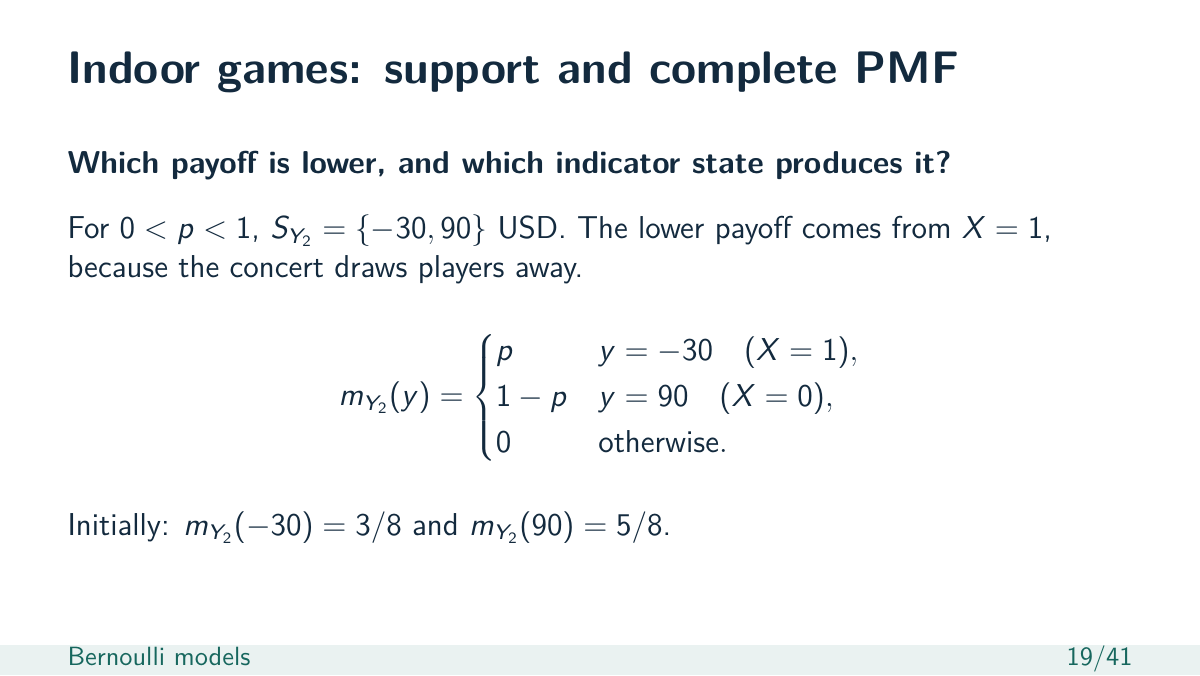 Indoor games: support and complete PMF
Which payoff is lower, and which indicator state produces it?
For 0 < p < 1, S_{Y_2} = {−30, 90} USD. The lower payoff comes from X = 1,
because the concert draws players away.
m_{Y_2}(y) = { p y = −30 (X = 1),
1 − p y = 90 (X = 0),
0 otherwise.
Initially: m_{Y_2}(−30) = 3/8 and m_{Y_2}(90) = 5/8.
Bernoulli models 19/41